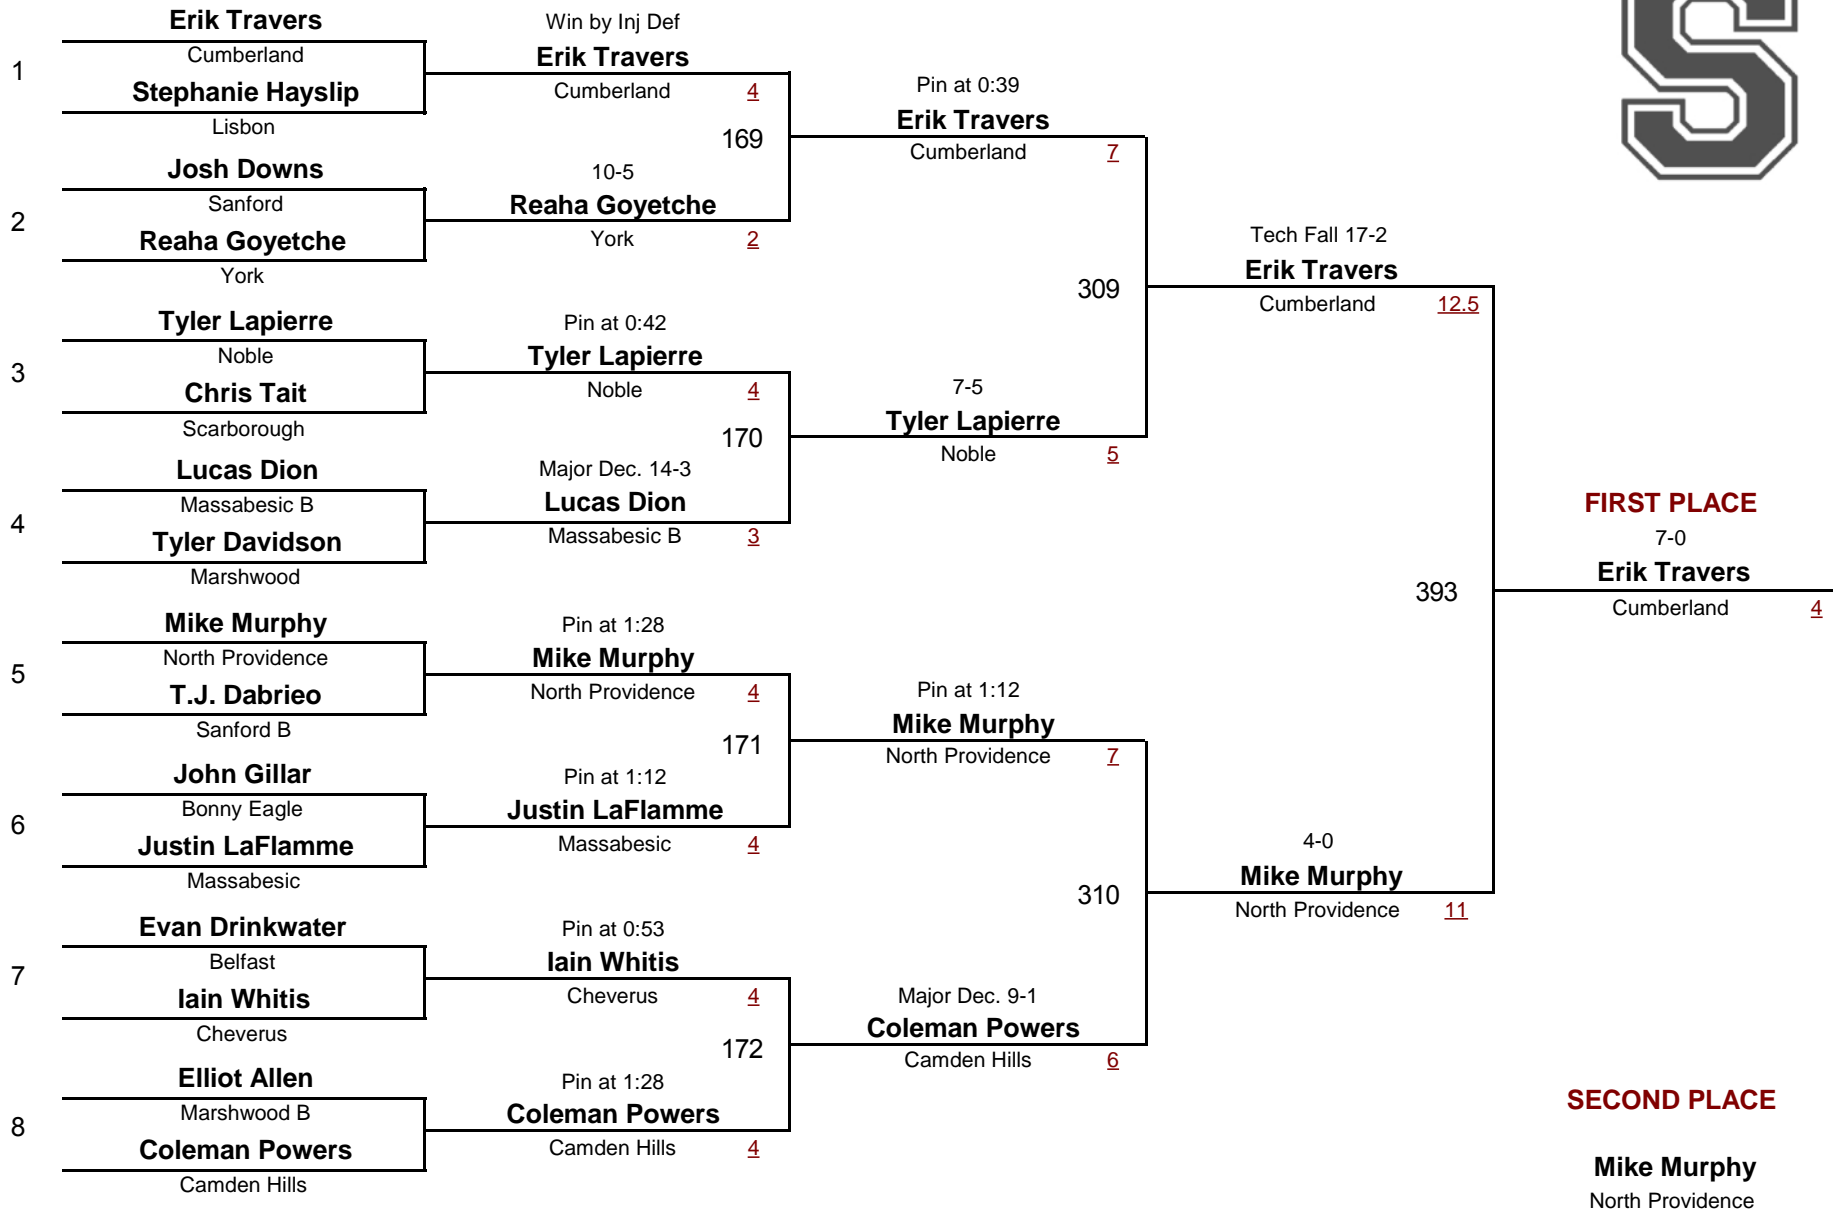 Erik Travers
1
Cumberland
Stephanie Hayslip
Lisbon
2
Josh Downs
Sanford
Reaha Goyetche
York
3
Tyler Lapierre
Noble
Chris Tait
Scarborough
4
Lucas Dion
Massabesic B
Tyler Davidson
Marshwood
5
Mike Murphy
North Providence
T.J. Dabrieo
Sanford B
6
John Gillar
Bonny Eagle
Justin LaFlamme
Massabesic
7
Evan Drinkwater
Belfast
Iain Whitis
Cheverus
8
Elliot Allen
Marshwood B
Coleman Powers
Camden Hills
Win by Inj Def
Erik Travers
Cumberland 4
169
10-5
Reaha Goyetche
York 2
Pin at 0:42
Tyler Lapierre
Noble 4
170
Major Dec. 14-3
Lucas Dion
Massabesic B 3
Pin at 1:28
Mike Murphy
North Providence 4
171
Pin at 1:12
Justin LaFlamme
Massabesic 4
Pin at 0:53
Iain Whitis
Cheverus 4
172
Pin at 1:28
Coleman Powers
Camden Hills 4
Pin at 0:39
Erik Travers
Cumberland 7
309
7-5
Tyler Lapierre
Noble 5
Pin at 1:12
Mike Murphy
North Providence 7
310
Major Dec. 9-1
Coleman Powers
Camden Hills 6
Tech Fall 17-2
Erik Travers
Cumberland 12.5
393
4-0
Mike Murphy
North Providence 11
S
FIRST PLACE
7-0
Erik Travers
Cumberland 4
SECOND PLACE
Mike Murphy
North Providence